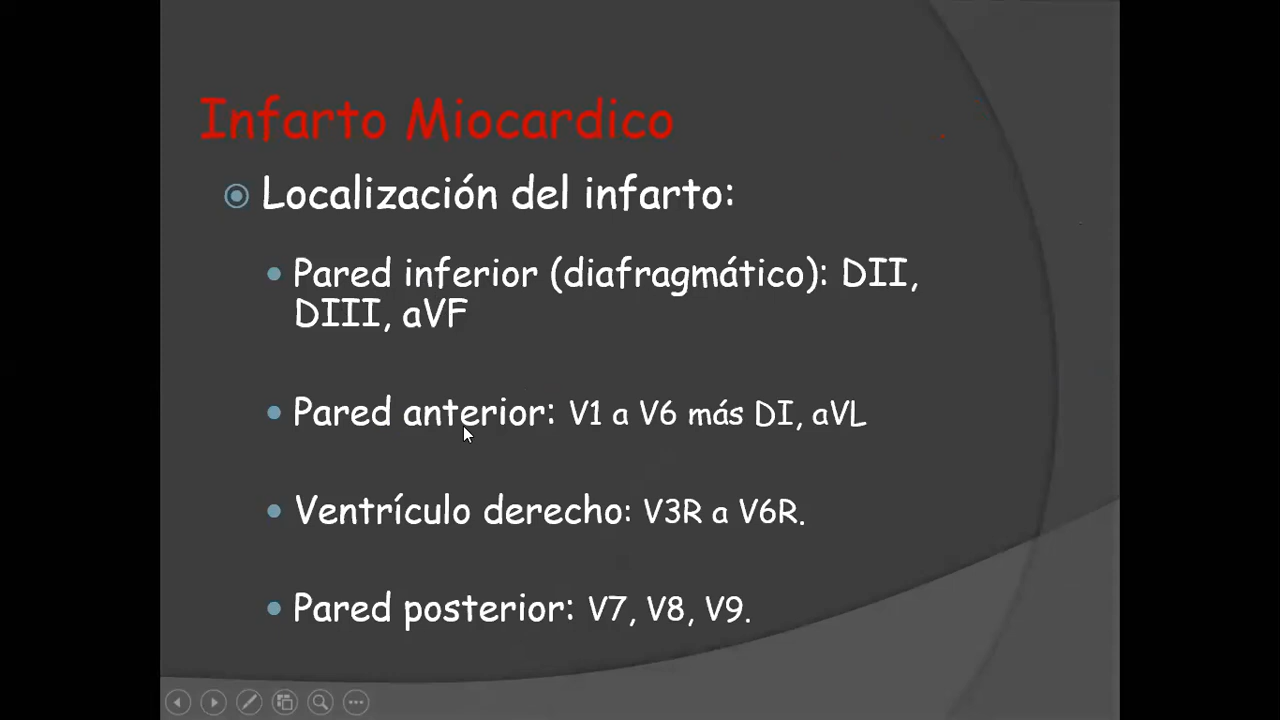 Infarto Miocardico
Localización del infarto:
Pared inferior (diafragmático): DII,
DIII, aVF
Pared anterior: V1 a V6 más DI, aVL
Ventrículo derecho: V3R a V6R.
Pared posterior: V7, V8, V9.